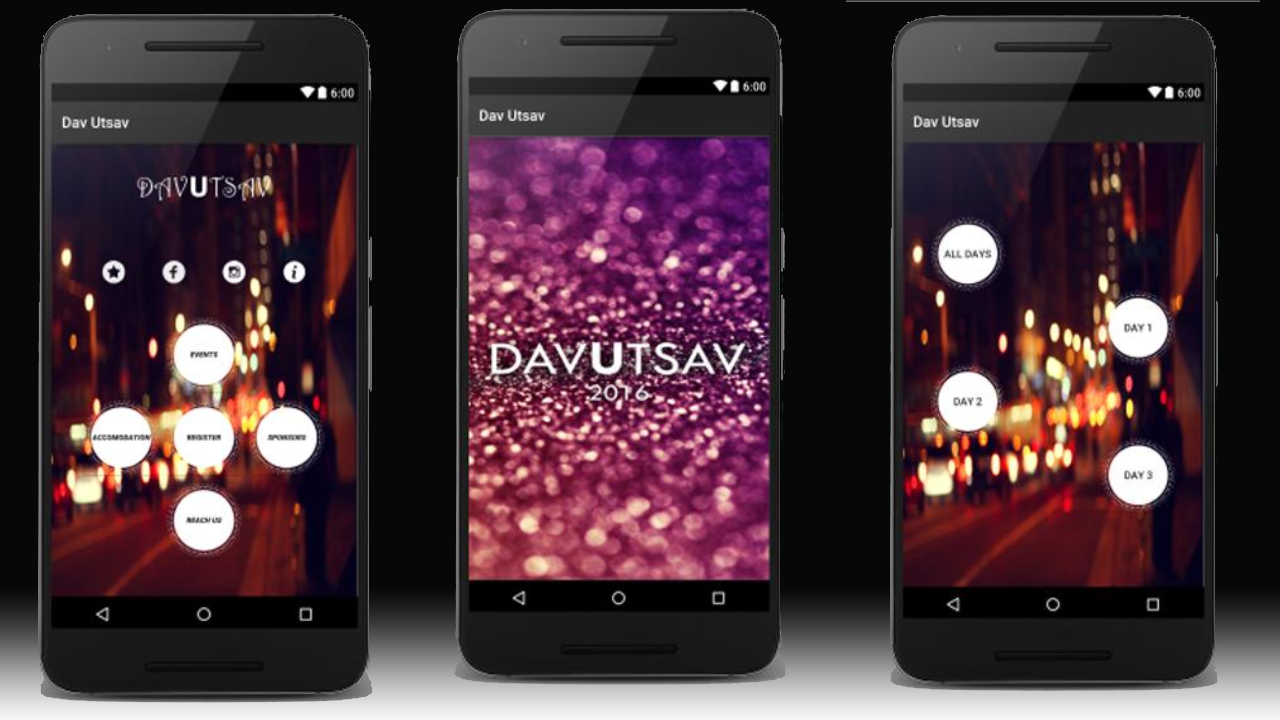 6:00
Dav Utsav
DAVUTSAV
EVENTS
ACCOMODATION
REGISTER
SPONSORS
REACH US
6:00
Dav Utsav
DAVUTSAV
2016
6:00
Dav Utsav
ALL DAYS
DAY 1
DAY 2
DAY 3